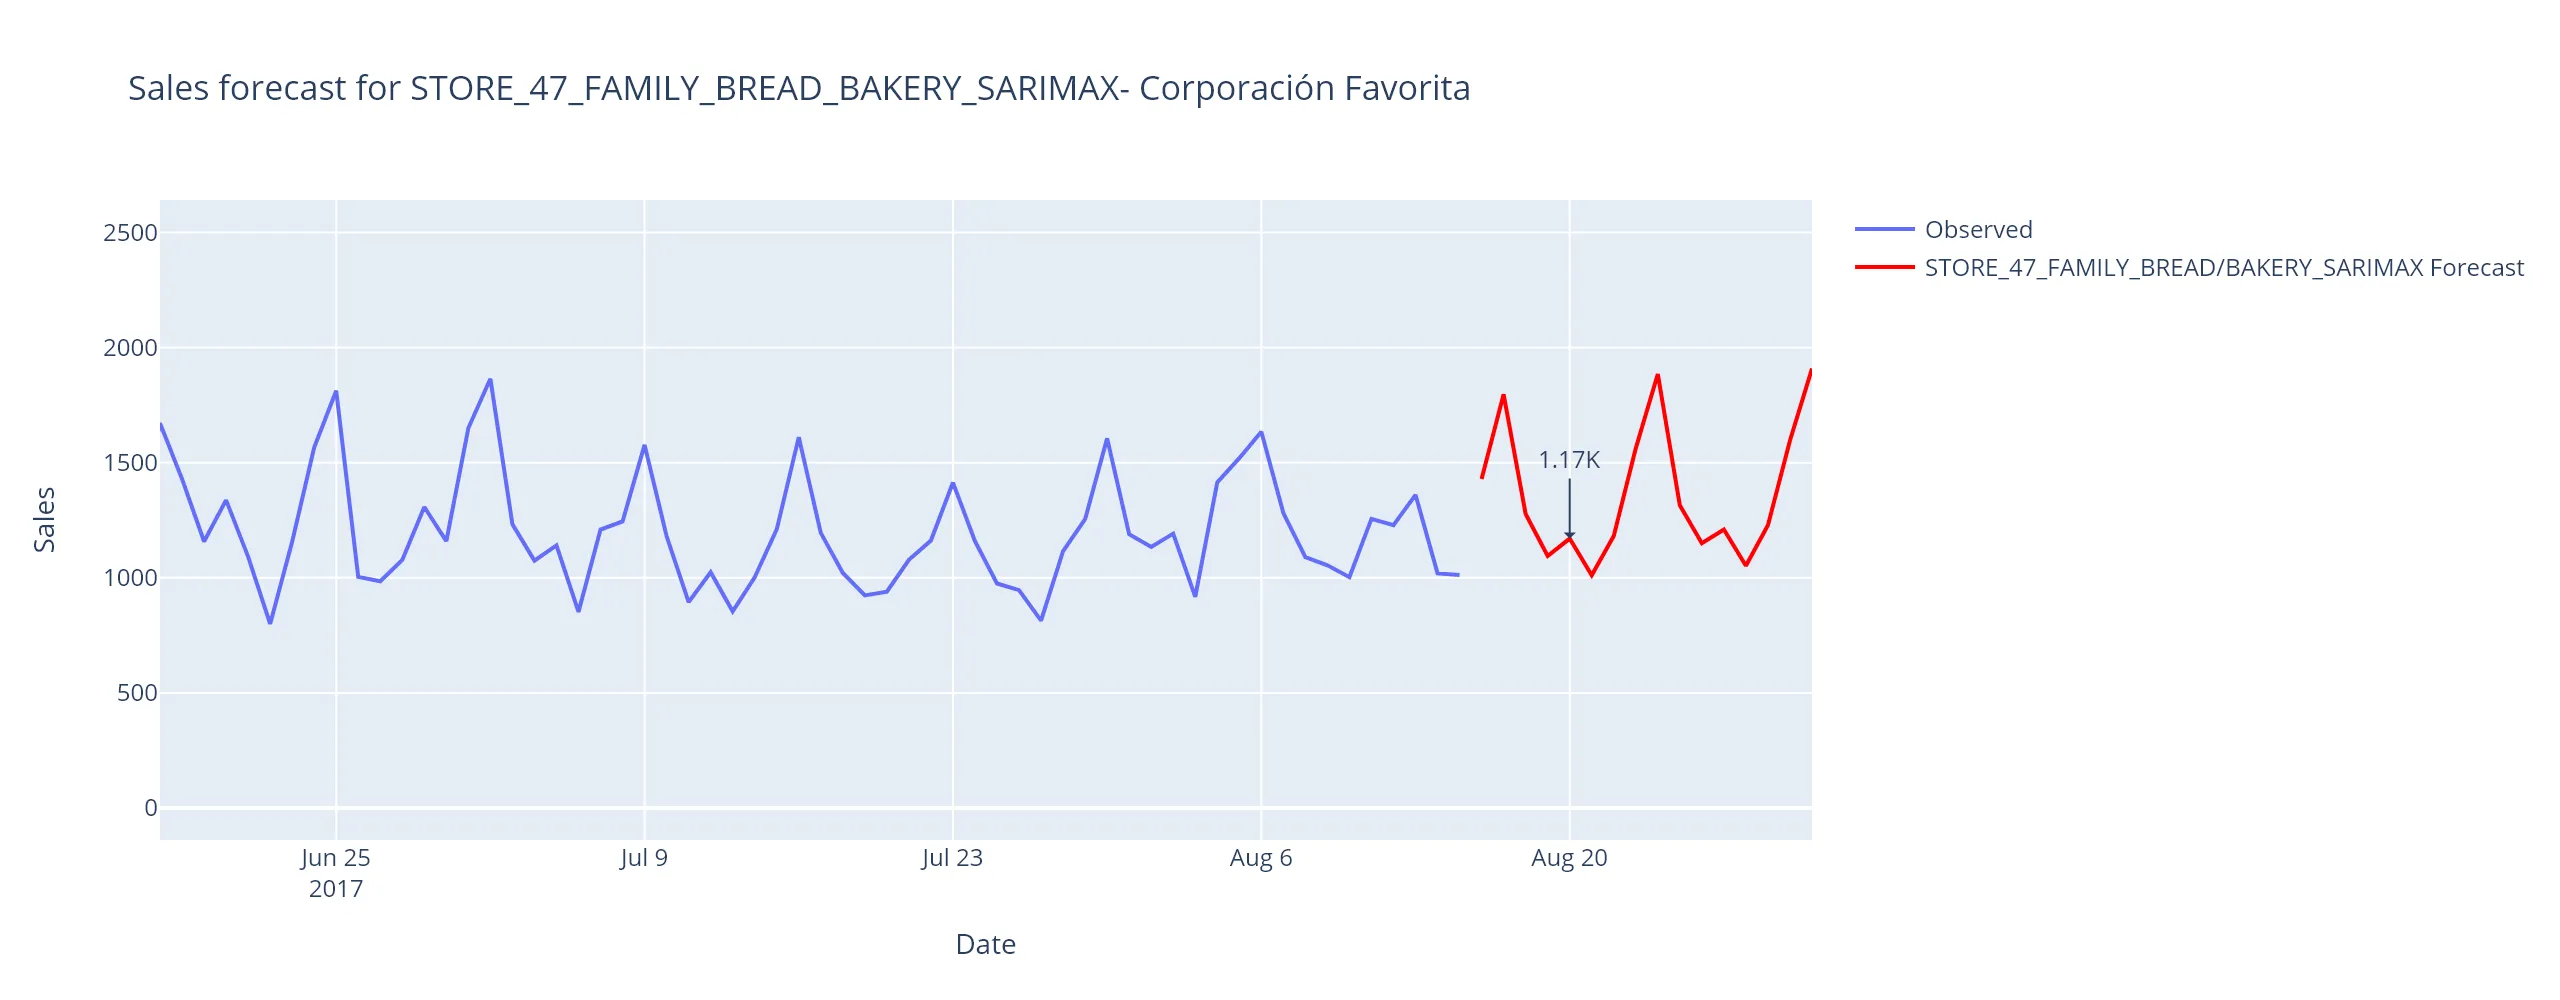 Sales forecast for STORE_47_FAMILY_BREAD_BAKERY_SARIMAX- Corporación Favorita
Observed
STORE_47_FAMILY_BREAD/BAKERY_SARIMAX Forecast
2500
2000
1500
1000
500
0
Sales
1.17K
Jun 25
2017
Jul 9
Jul 23
Aug 6
Aug 20
Date